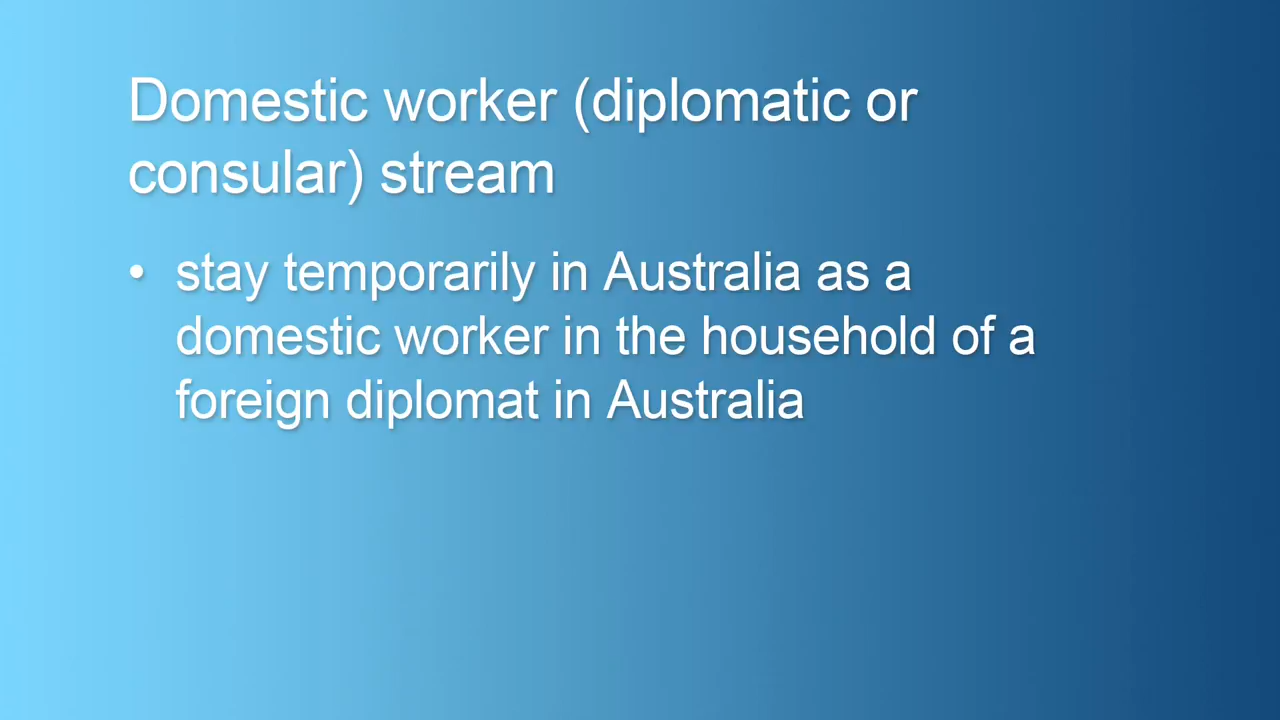 Domestic worker (diplomatic or
consular) stream
• stay temporarily in Australia as a
domestic worker in the household of a
foreign diplomat in Australia